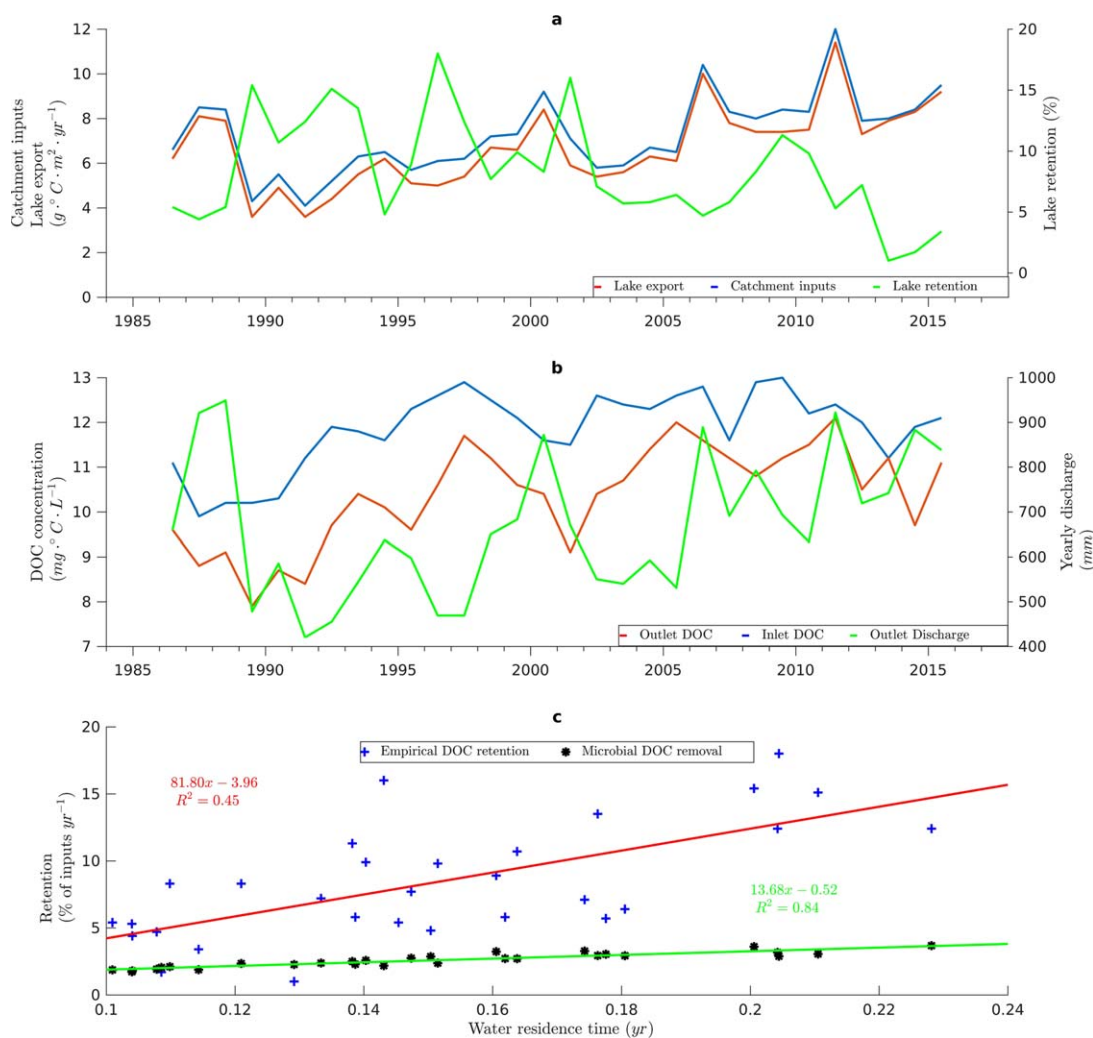 a
12
10
8
6
4
2
0
Catchment inputs
Lake export
(g·° C · m² · yr⁻¹)
20
15
10
5
0
Lake retention (%)
Lake export Catchment inputs Lake retention
1985 1990 1995 2000 2005 2010 2015
b
13
12
11
10
9
8
7
DOC concentration
(mg·° C · L⁻¹)
1000
900
800
700
600
500
400
Yearly discharge
(mm)
Outlet DOC Inlet DOC Outlet Discharge
1985 1990 1995 2000 2005 2010 2015
c
20
15
10
5
0
Retention
(% of inputs yr⁻¹)
Empirical DOC retention Microbial DOC removal
81.80x − 3.96
R² = 0.45
13.68x − 0.52
R² = 0.84
0.1 0.12 0.14 0.16 0.18 0.2 0.22 0.24
Water residence time (yr)